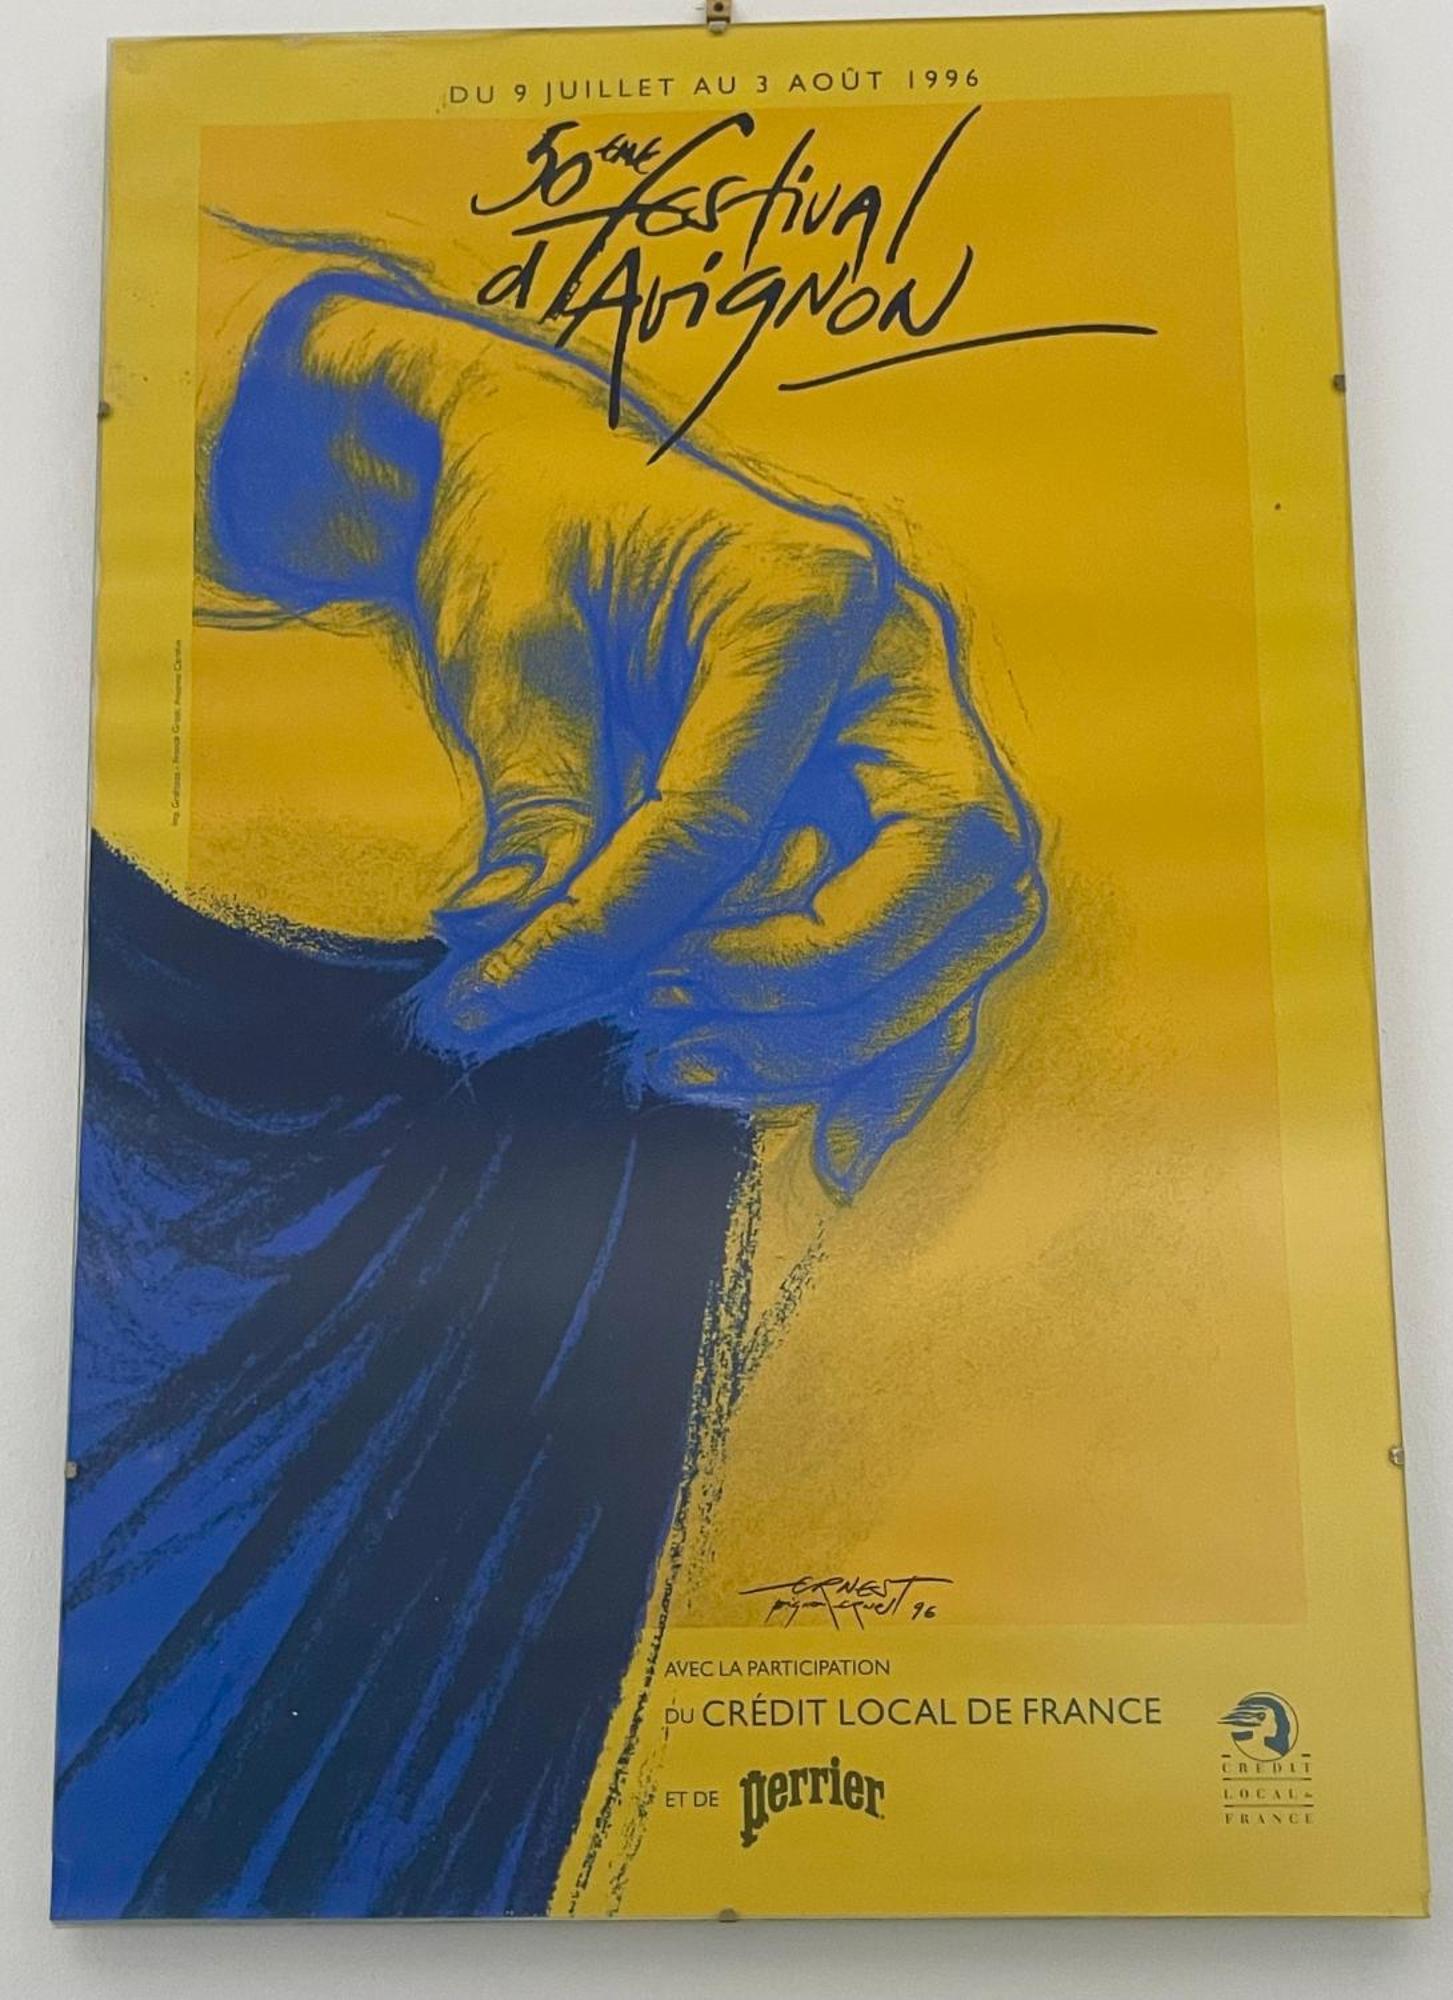 DU 9 JUILLET AU 3 AOÛT 1996
50ème Festival
d'Avignon
ERNEST
pignon ernest 96
AVEC LA PARTICIPATION
DU CRÉDIT LOCAL DE FRANCE
ET DE perrier
CREDIT
LOCAL DE
FRANCE